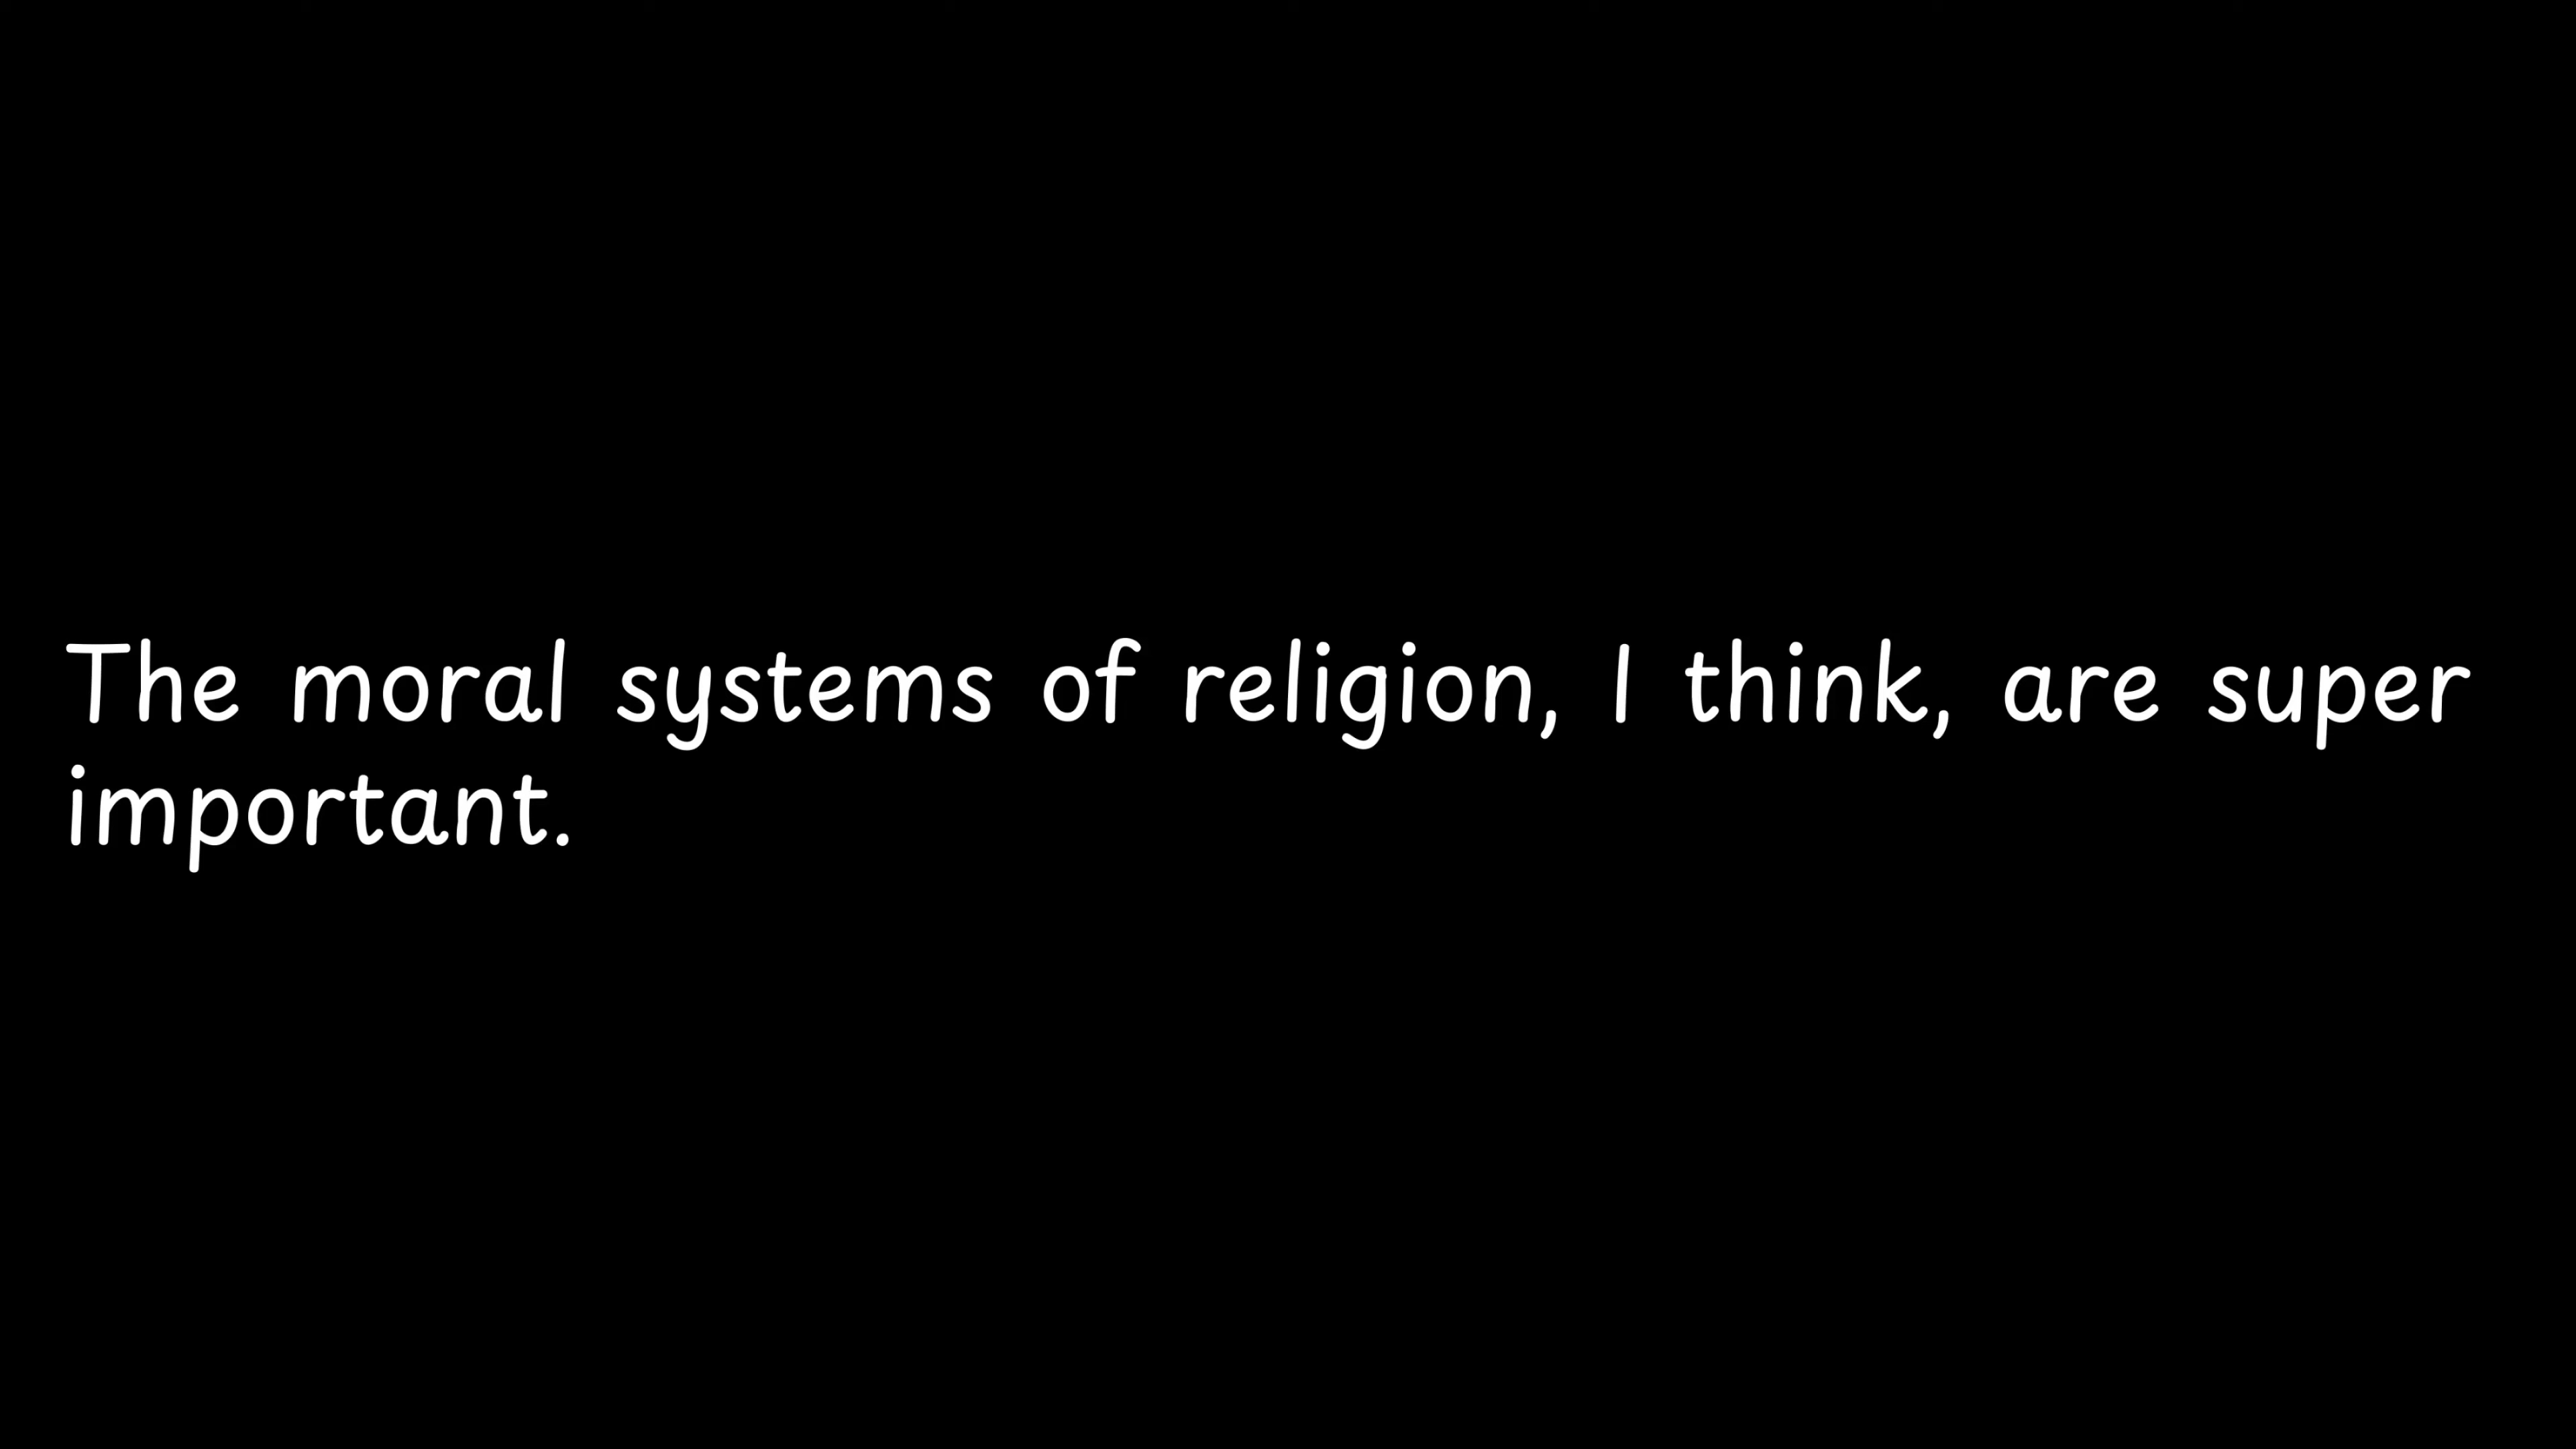 The moral systems of religion, I think, are super
important.